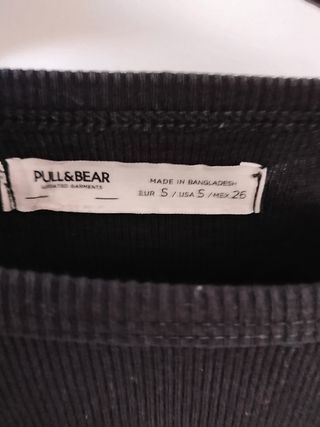 PULL&BEAR
UPDATED GARMENTS
MADE IN BANGLADESH
EUR S / USA S / MEX 26